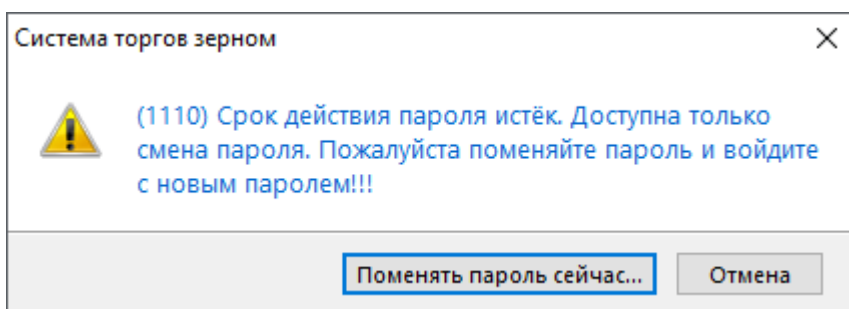 Система торгов зерном
(1110) Срок действия пароля истёк. Доступна только
смена пароля. Пожалуйста поменяйте пароль и войдите
с новым паролем!!!
Поменять пароль сейчас... Отмена